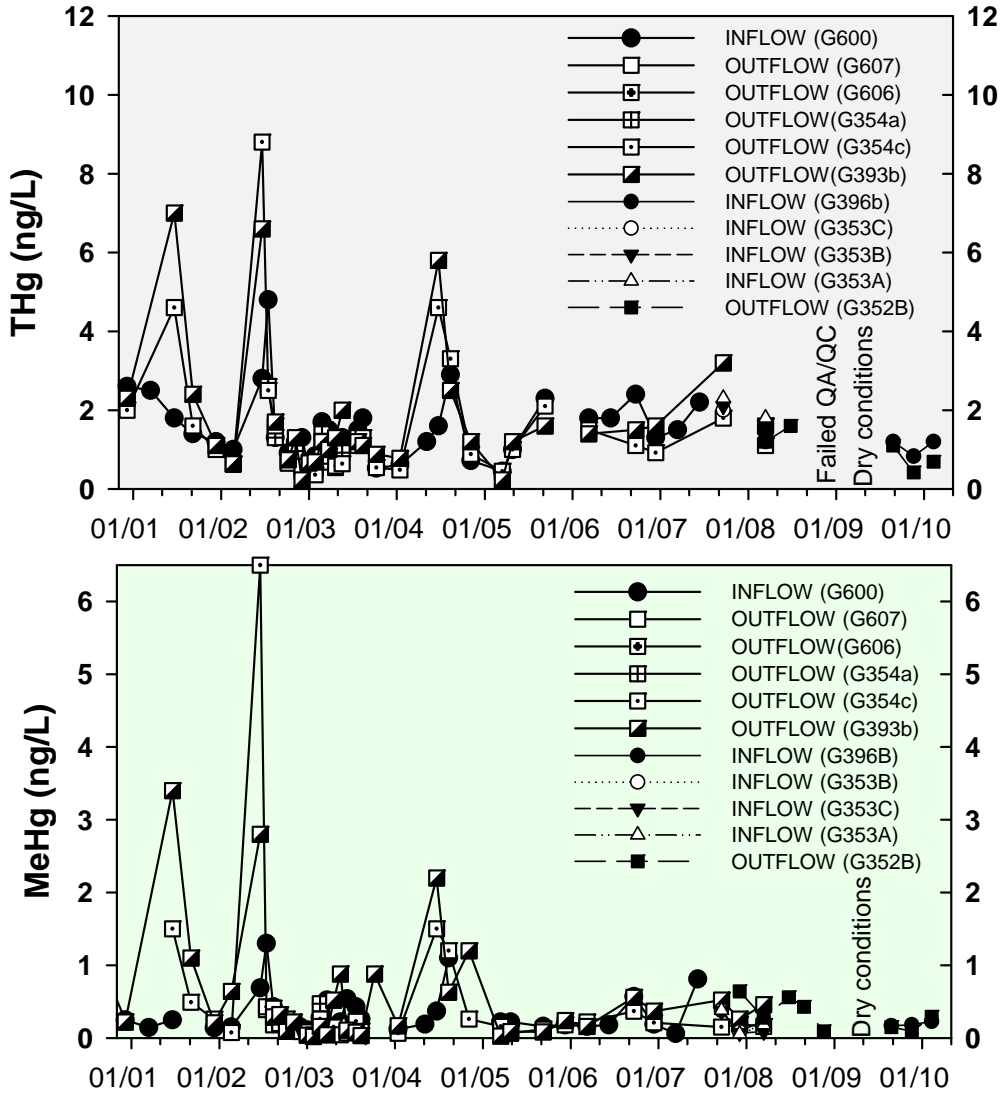 12
12
INFLOW (G600)
OUTFLOW (G607)
10
10
OUTFLOW (G606)
OUTFLOW(G354a)
8
8
OUTFLOW (G354c)
OUTFLOW(G393b)
INFLOW (G396b)
6
6
INFLOW (G353C)
INFLOW (G353B)
INFLOW (G353A)
OUTFLOW (G352B)
4
4
2
2
0
0
THg (ng/L)
Failed QA/QC
Dry conditions
01/01 01/02 01/03 01/04 01/05 01/06 01/07 01/08 01/09 01/10
6
6
INFLOW (G600)
OUTFLOW (G607)
OUTFLOW(G606)
5
5
OUTFLOW (G354a)
OUTFLOW (G354c)
OUTFLOW (G393b)
4
4
INFLOW (G396B)
INFLOW (G353B)
INFLOW (G353C)
3
3
INFLOW (G353A)
OUTFLOW (G352B)
2
2
1
1
0
0
MeHg (ng/L)
Dry conditions
01/01 01/02 01/03 01/04 01/05 01/06 01/07 01/08 01/09 01/10